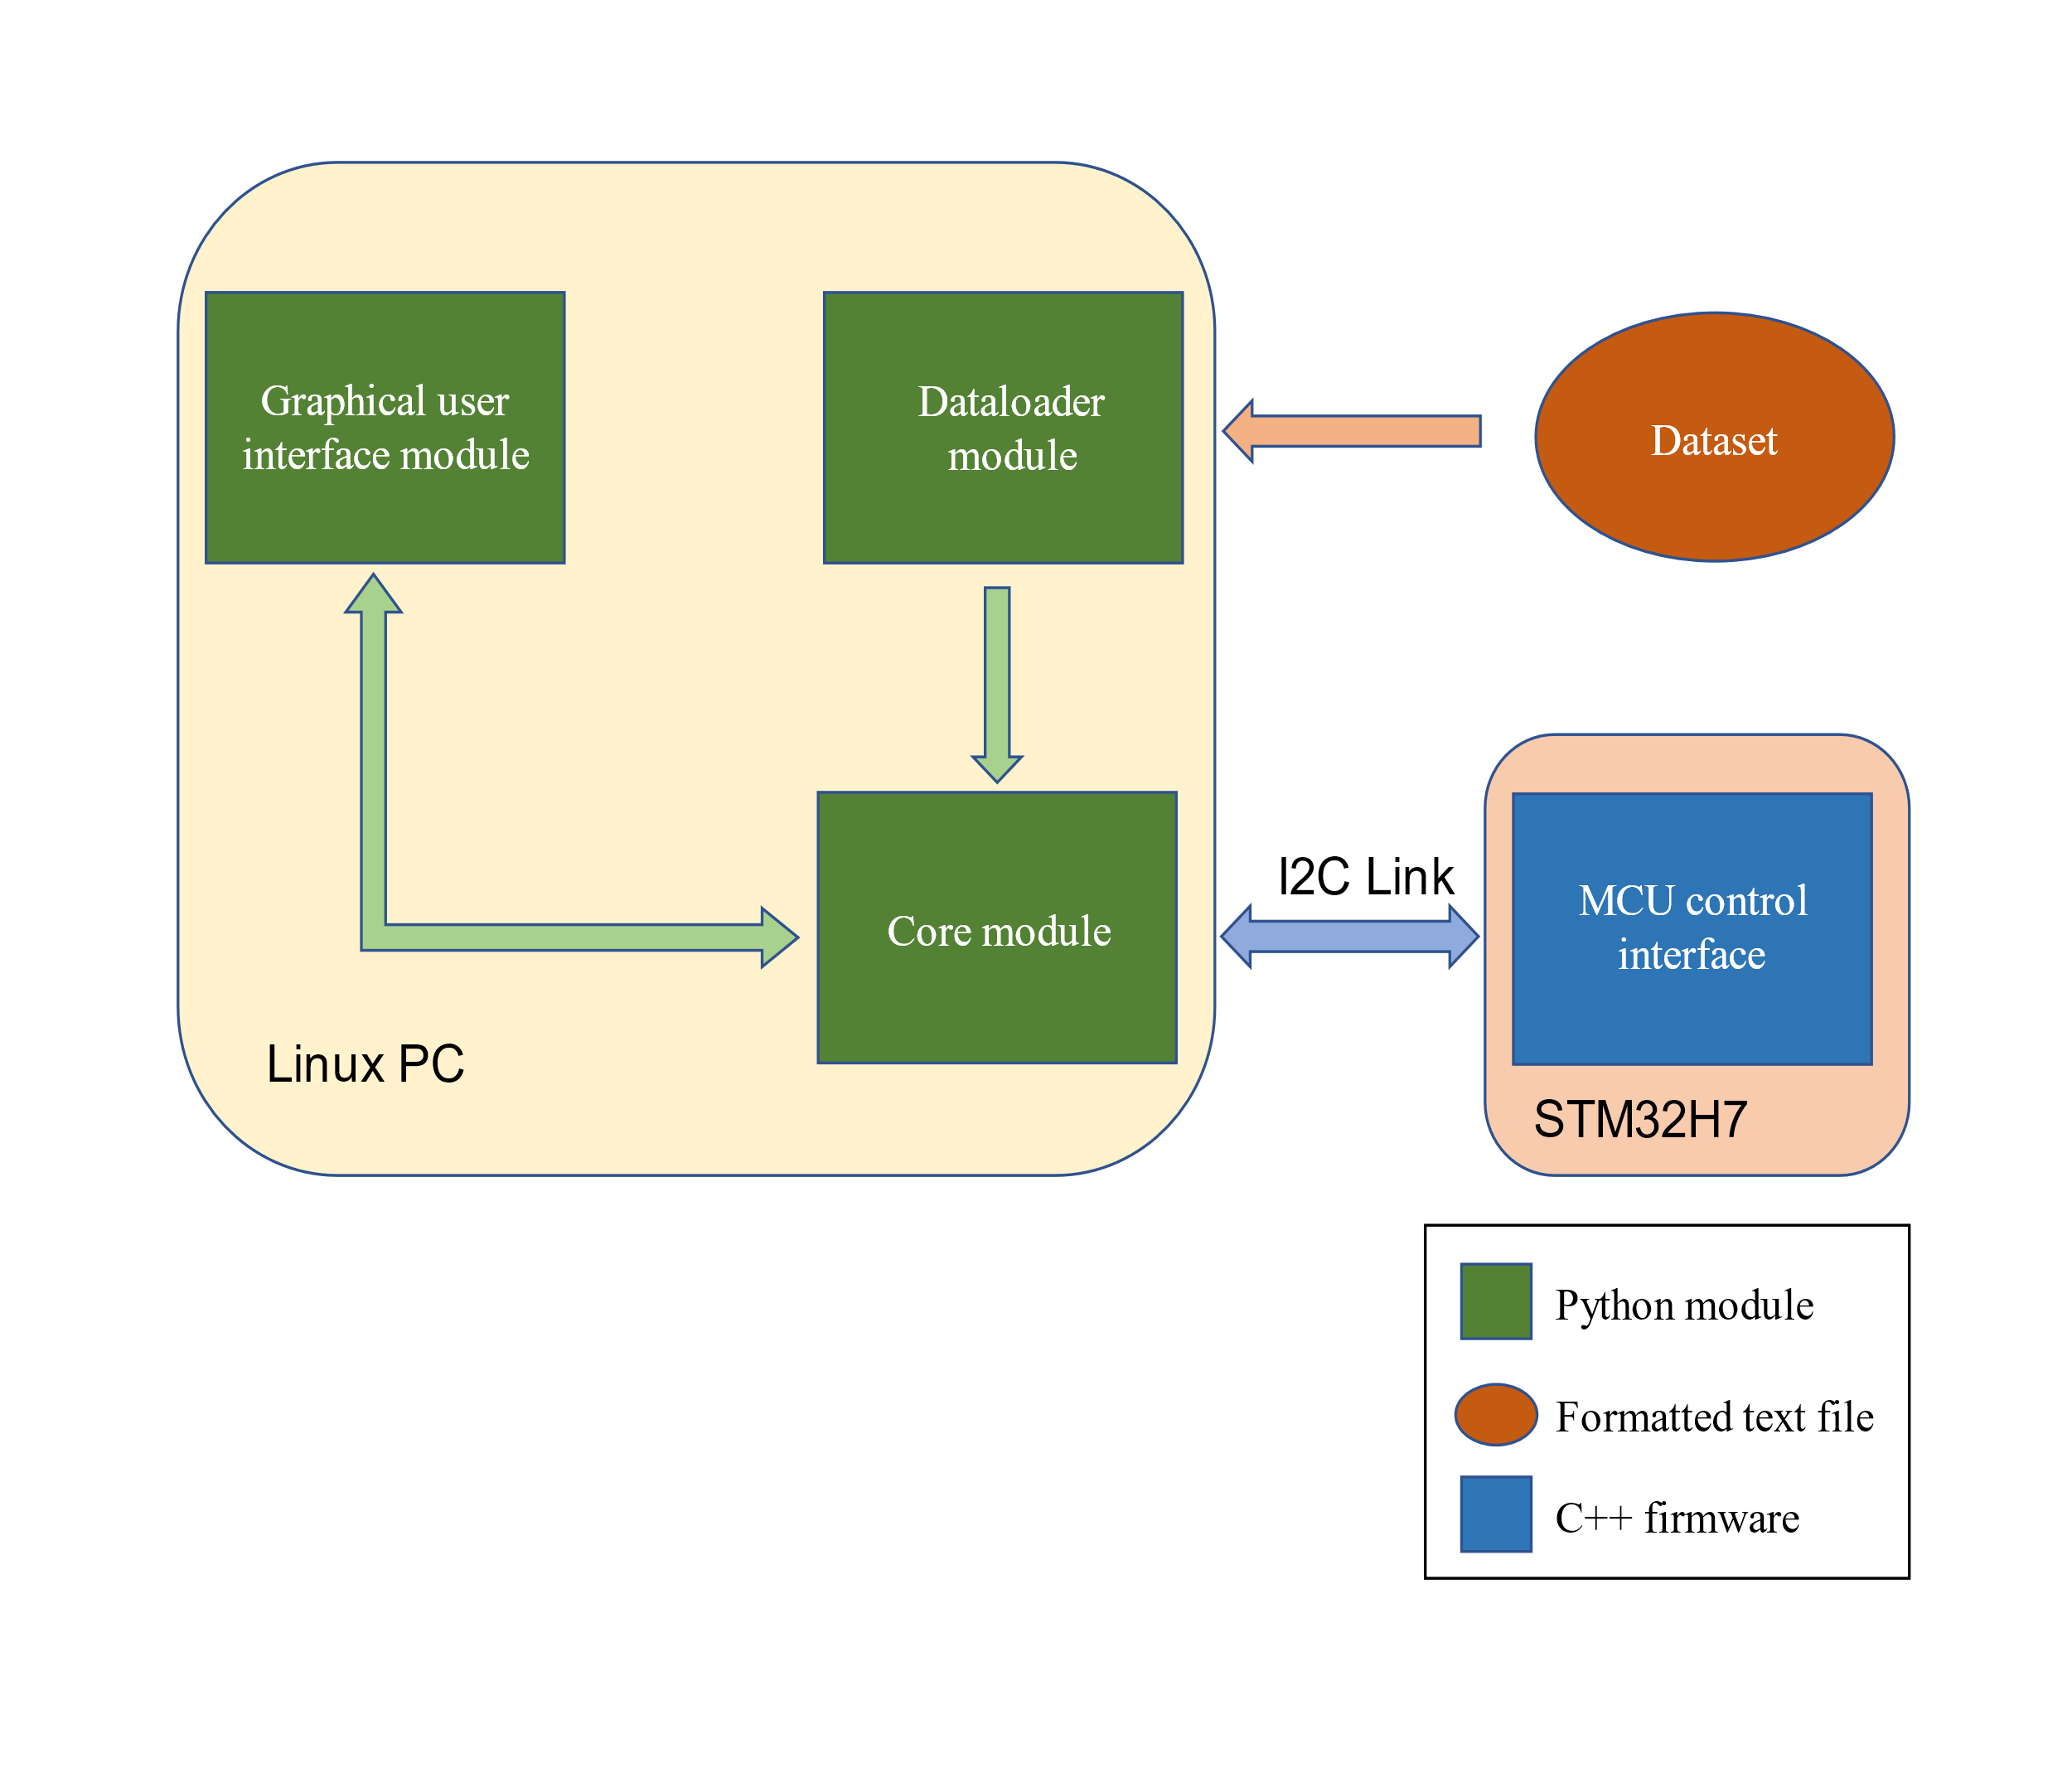 Graphical user
interface module
Dataloader
module
Dataset
Core module
I2C Link
MCU control
interface
Linux PC
STM32H7
Python module
Formatted text file
C++ firmware